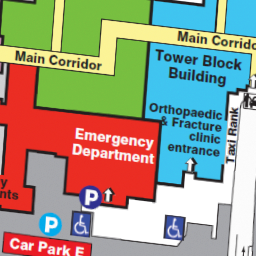 Main Corridor
Main Corrido
Tower Block
Building
Orthopaedic
& Fracture
clinic
entrance
Taxi Rank
Emergency
Department
y
nts
P
P
Car Park E